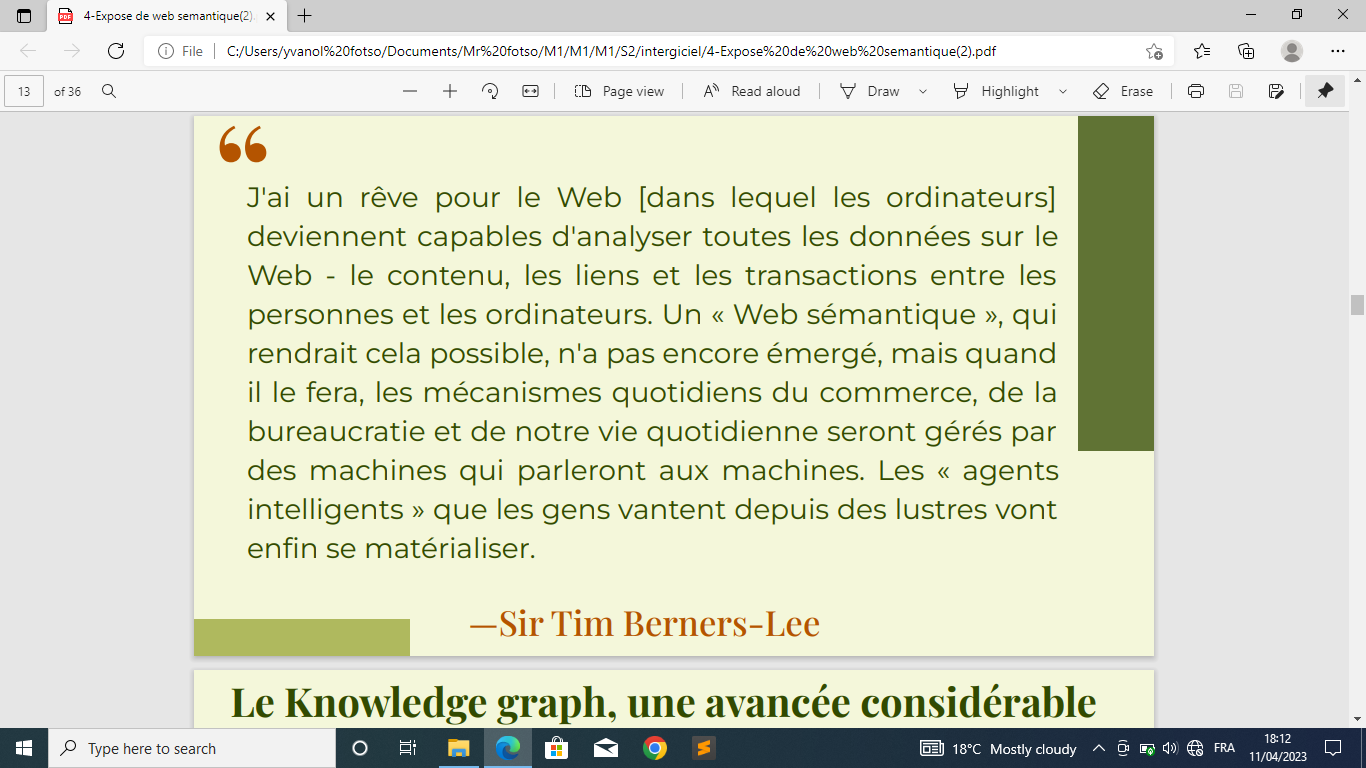 4-Expose de web semantique(2).
File
C:/Users/yvanol%20fotso/Documents/Mr%20fotso/M1/M1/M1/S2/intergiciel/4-Expose%20de%20web%20semantique(2).pdf
13 of 36
Page view
Read aloud
Draw
Highlight
Erase
J'ai un rêve pour le Web [dans lequel les ordinateurs]
deviennent capables d'analyser toutes les données sur le
Web - le contenu, les liens et les transactions entre les
personnes et les ordinateurs. Un « Web sémantique », qui
rendrait cela possible, n'a pas encore émergé, mais quand
il le fera, les mécanismes quotidiens du commerce, de la
bureaucratie et de notre vie quotidienne seront gérés par
des machines qui parleront aux machines. Les « agents
intelligents » que les gens vantent depuis des lustres vont
enfin se matérialiser.
—Sir Tim Berners-Lee
Le Knowledge graph, une avancée considérable
Type here to search
18°C Mostly cloudy
FRA
18:12
11/04/2023